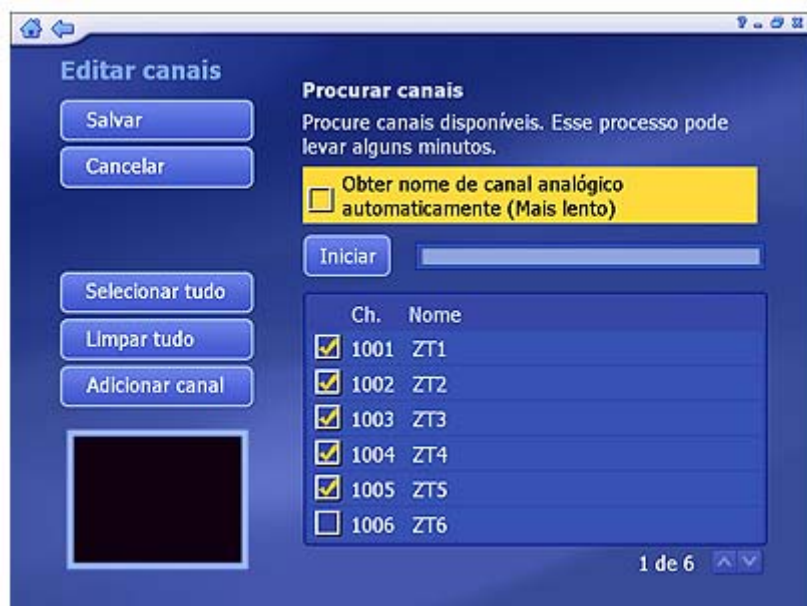 Editar canais
Salvar
Cancelar
Selecionar tudo
Limpar tudo
Adicionar canal
Procurar canais
Procure canais disponíveis. Esse processo pode
levar alguns minutos.
Obter nome de canal analógico
automaticamente (Mais lento)
Iniciar
Ch. Nome
1001 ZT1
1002 ZT2
1003 ZT3
1004 ZT4
1005 ZT5
1006 ZT6
1 de 6